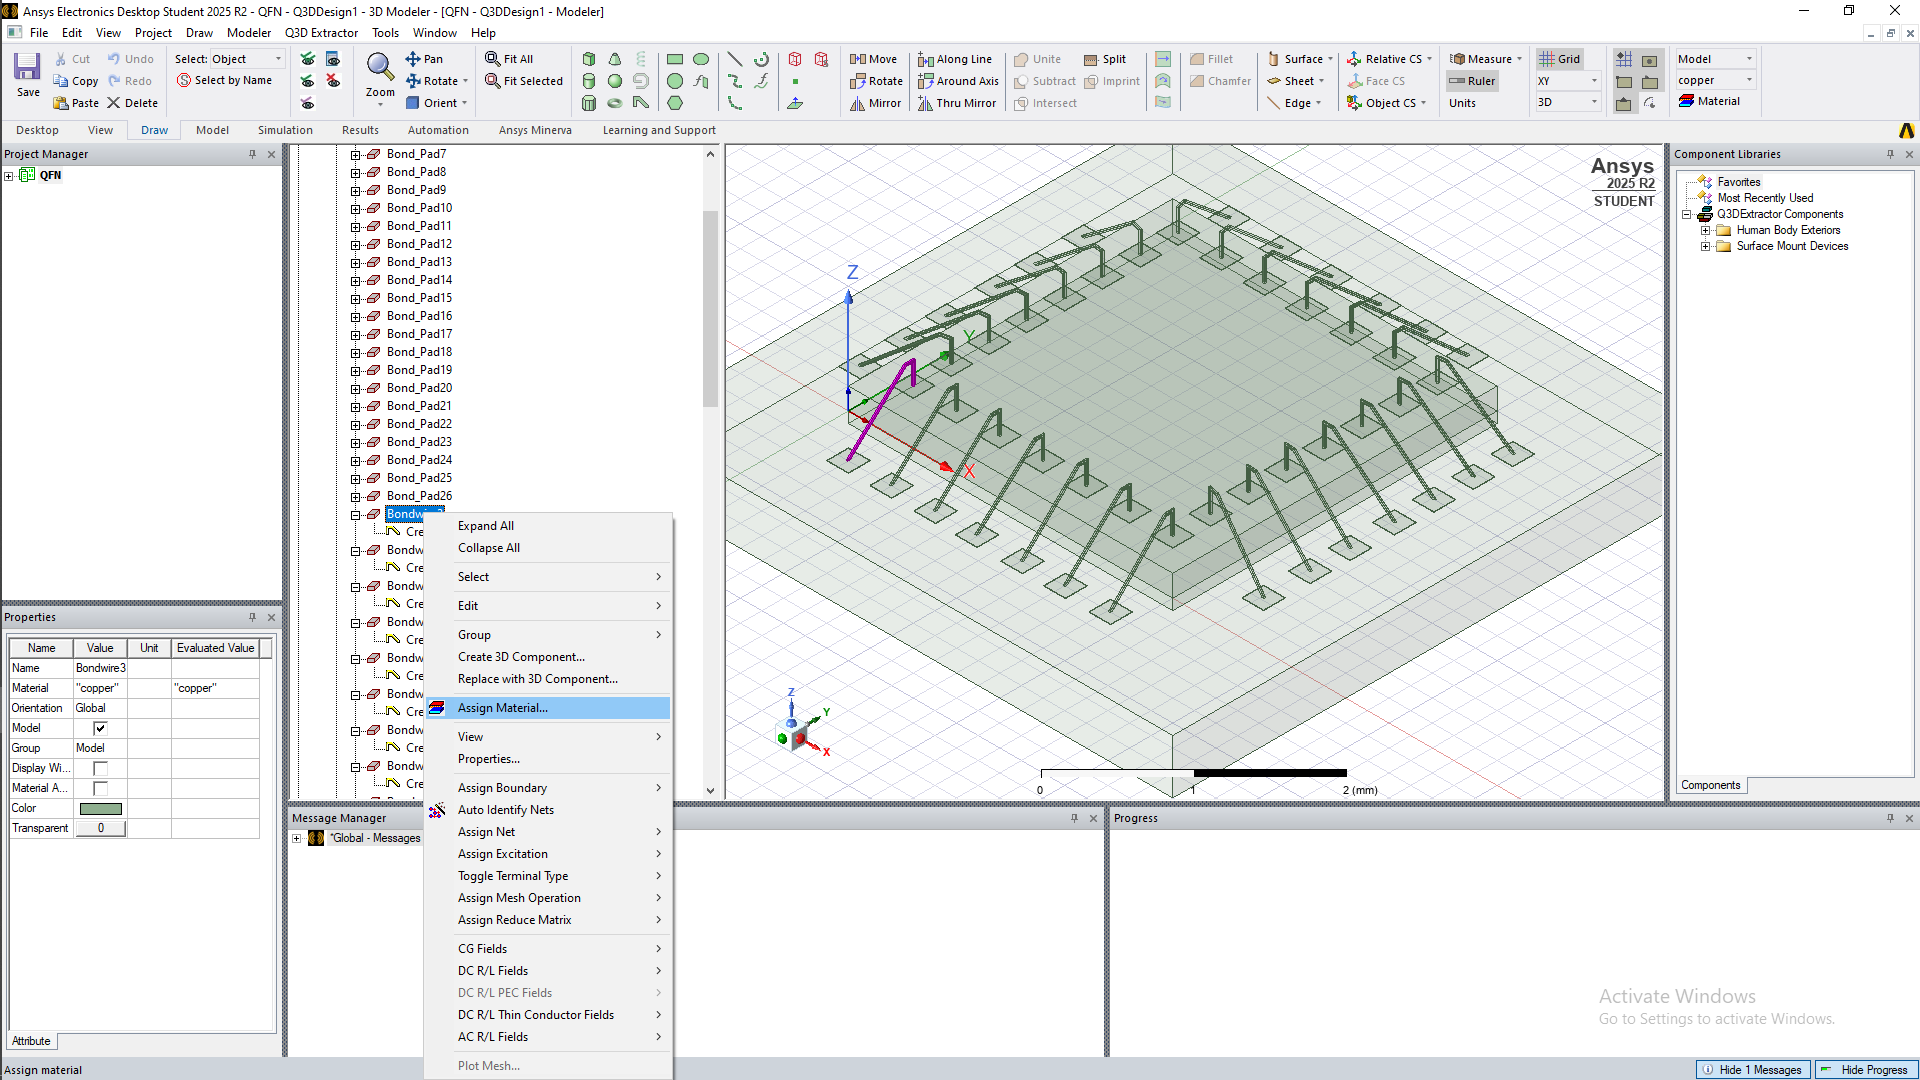 Ansys Electronics Desktop Student 2025 R2 - QFN - Q3DDesign1 - 3D Modeler - [QFN - Q3DDesign1 - Modeler]
File Edit View Project Draw Modeler Q3D Extractor Tools Window Help
Save
Cut
Copy
Paste
Undo
Redo
Delete
Select: Object
Select by Name
Zoom
Pan
Rotate
Orient
Fit All
Fit Selected
Move
Rotate
Mirror
Along Line
Around Axis
Thru Mirror
Unite
Subtract
Intersect
Split
Imprint
Fillet
Chamfer
Surface
Sheet
Edge
Relative CS
Face CS
Object CS
Measure
Ruler
Units
Grid
XY
3D
Model
copper
Material
Desktop View Draw Model Simulation Results Automation Ansys Minerva Learning and Support
Project Manager
QFN
Properties
Name Value Unit Evaluated Value
Name Bondwire3
Material "copper" "copper"
Orientation Global
Model
Group Model
Display Wi...
Material A...
Color
Transparent 0
Attribute
Bond_Pad7
Bond_Pad8
Bond_Pad9
Bond_Pad10
Bond_Pad11
Bond_Pad12
Bond_Pad13
Bond_Pad14
Bond_Pad15
Bond_Pad16
Bond_Pad17
Bond_Pad18
Bond_Pad19
Bond_Pad20
Bond_Pad21
Bond_Pad22
Bond_Pad23
Bond_Pad24
Bond_Pad25
Bond_Pad26
Cre
Bondw
Cre
Bondw
Cre
Bondw
Cre
Bondw
Cre
Bondw
Cre
Bondw
Cre
Bondw
Cre
Expand All
Collapse All
Select
Edit
Group
Create 3D Component...
Replace with 3D Component...
Assign Material...
View
Properties...
Assign Boundary
Auto Identify Nets
Assign Net
Assign Excitation
Toggle Terminal Type
Assign Mesh Operation
Assign Reduce Matrix
CG Fields
DC R/L Fields
DC R/L PEC Fields
DC R/L Thin Conductor Fields
AC R/L Fields
Plot Mesh...
Ansys
2025 R2
STUDENT
Z
Y
X
Z
Y
X
0 1 2 (mm)
Component Libraries
Favorites
Most Recently Used
Q3DExtractor Components
Human Body Exteriors
Surface Mount Devices
Components
Message Manager
*Global - Messages
Progress
Activate Windows
Go to Settings to activate Windows.
Assign material
Hide 1 Messages
Hide Progress